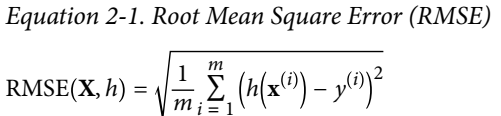 Equation 2-1. Root Mean Square Error (RMSE)
RMSE(𝐗, h) = √(1/m ∑_{i = 1}^{m} (h(𝐱^(i)) − y^(i))²)